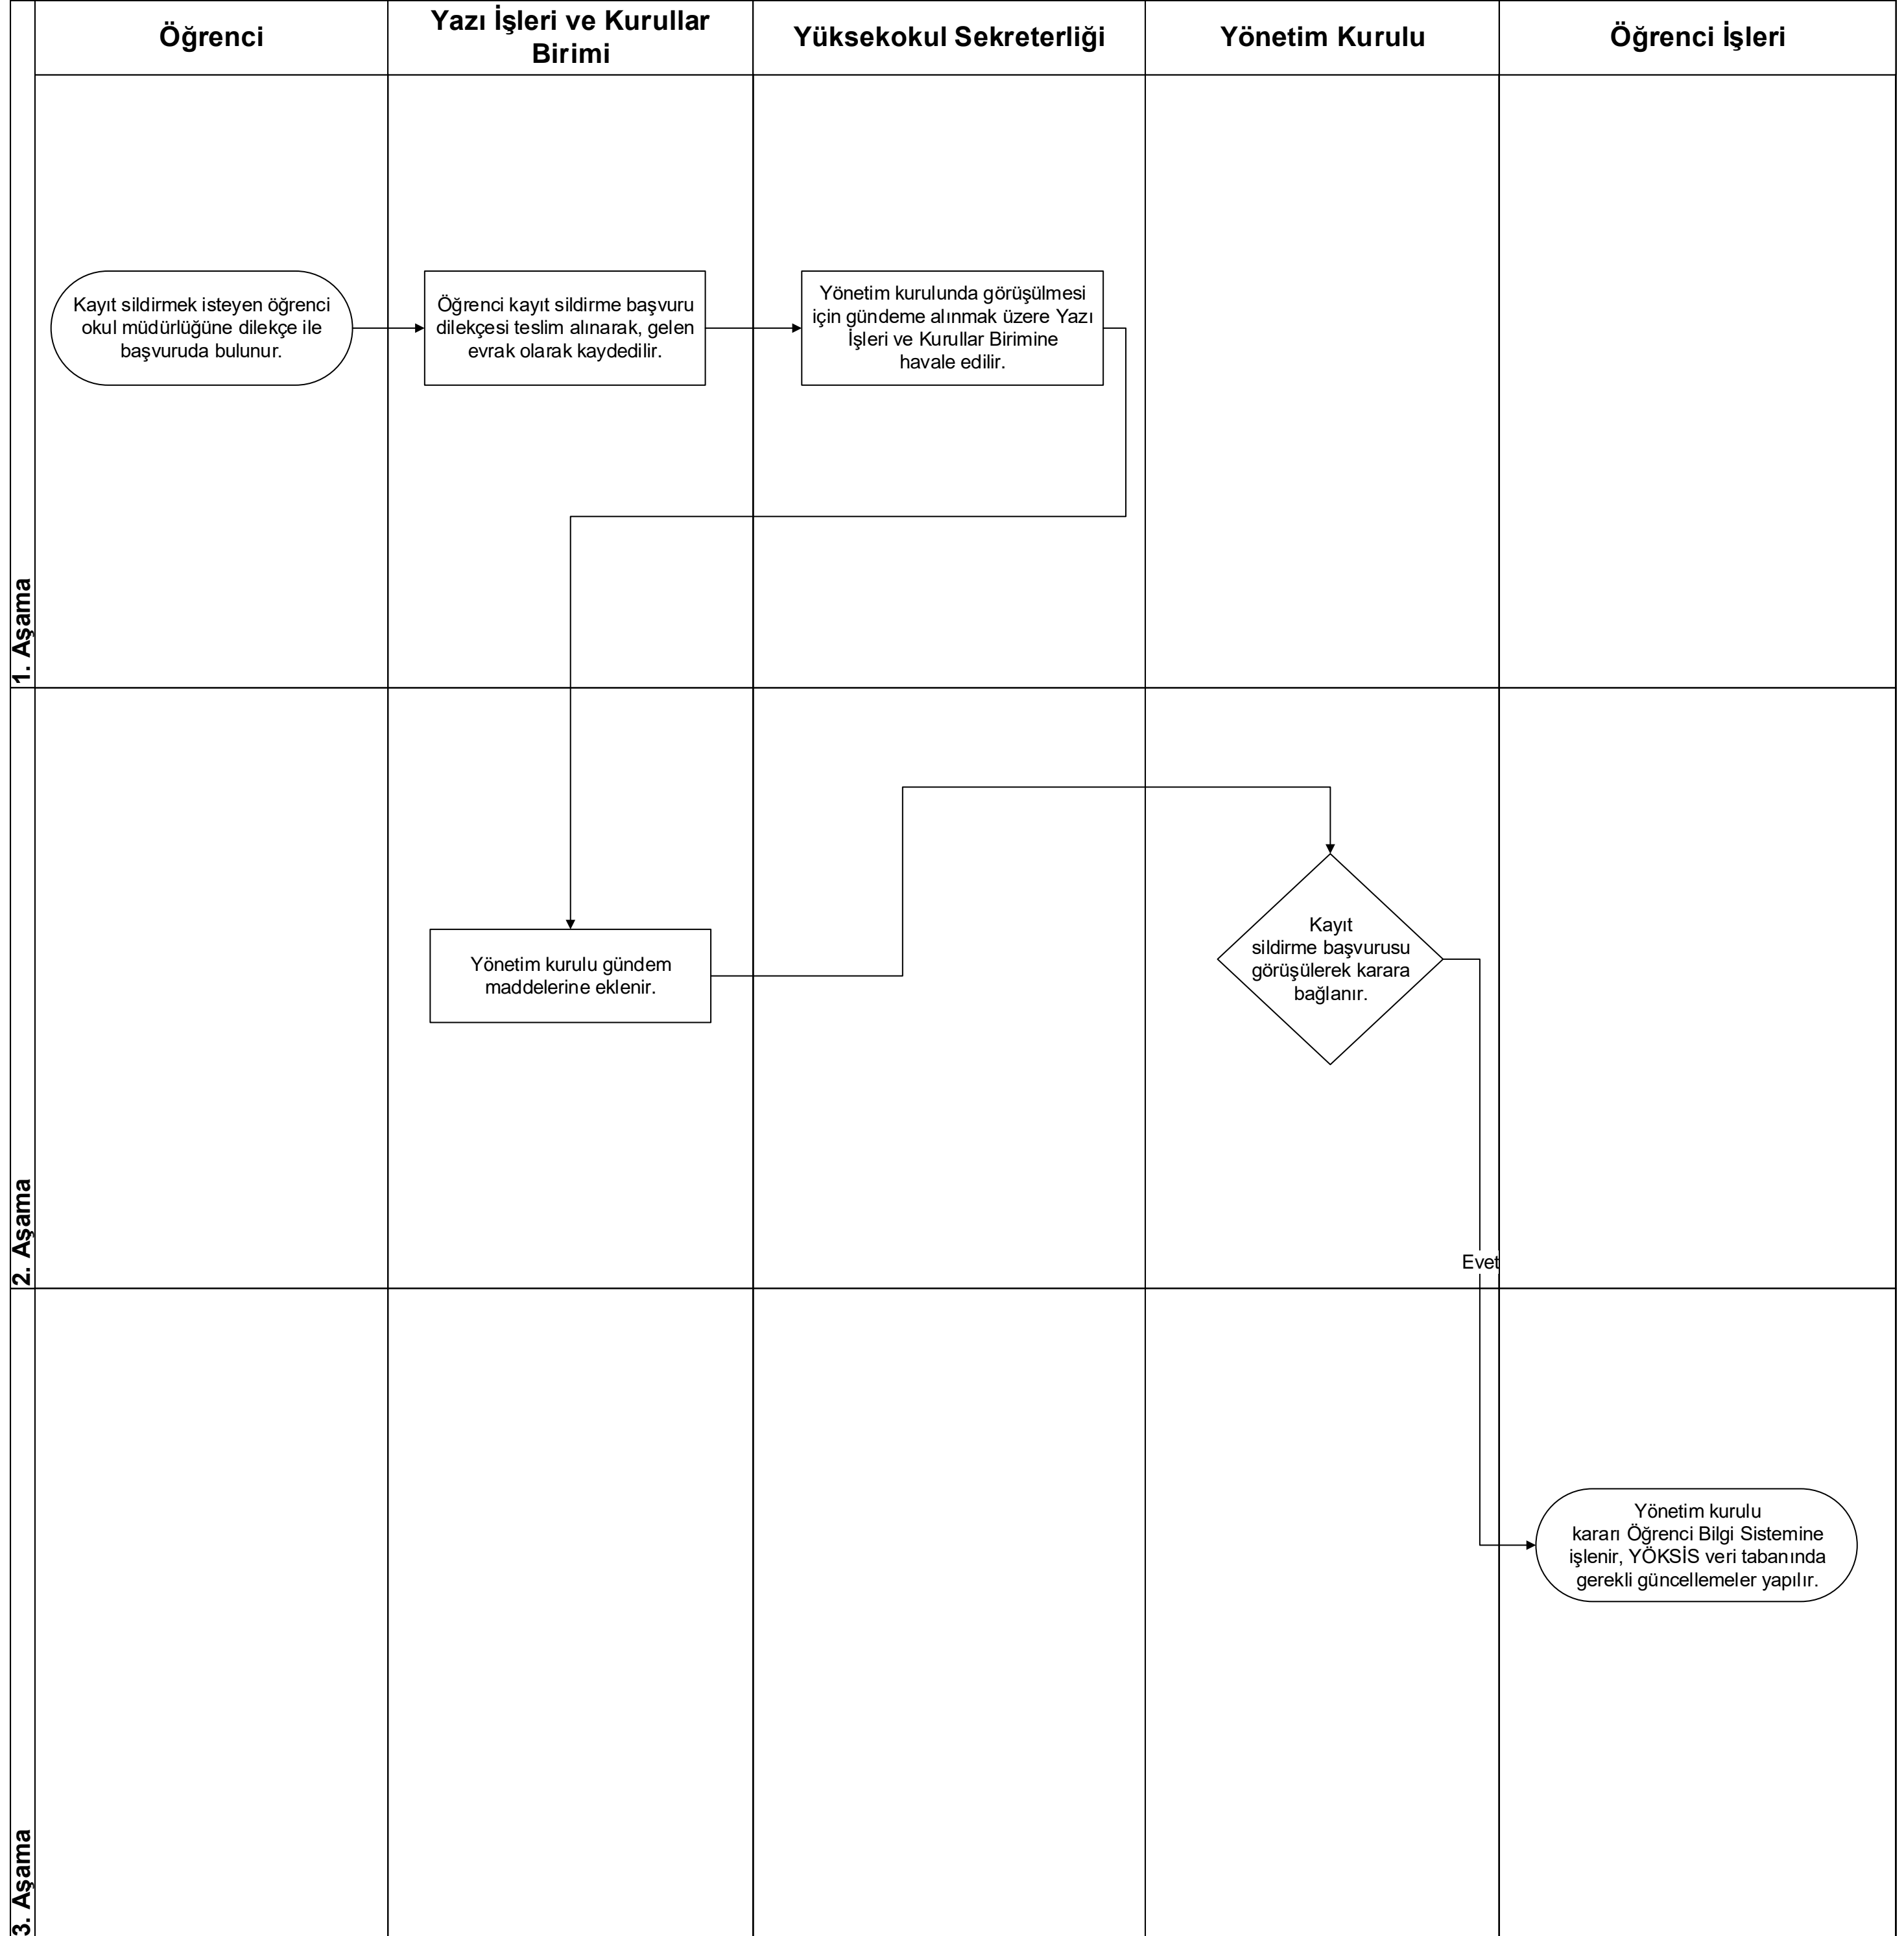 Öğrenci
Yazı İşleri ve Kurullar
Birimi
Yüksekokul Sekreterliği
Yönetim Kurulu
Öğrenci İşleri
1. Aşama
Kayıt sildirmek isteyen öğrenci
okul müdürlüğüne dilekçe ile
başvuruda bulunur.
Öğrenci kayıt sildirme başvuru
dilekçesi teslim alınarak, gelen
evrak olarak kaydedilir.
Yönetim kurulunda görüşülmesi
için gündeme alınmak üzere Yazı
İşleri ve Kurullar Birimine
havale edilir.
2. Aşama
Yönetim kurulu gündem
maddelerine eklenir.
Kayıt
sildirme başvurusu
görüşülerek karara
bağlanır.
Evet
3. Aşama
Yönetim kurulu
kararı Öğrenci Bilgi Sistemine
işlenir, YÖKSİS veri tabanında
gerekli güncellemeler yapılır.